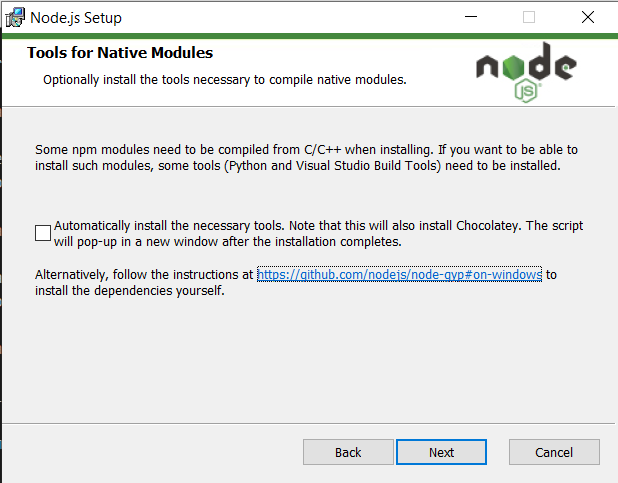 Node.js Setup
Tools for Native Modules
Optionally install the tools necessary to compile native modules.
node
JS
Some npm modules need to be compiled from C/C++ when installing. If you want to be able to
install such modules, some tools (Python and Visual Studio Build Tools) need to be installed.
Automatically install the necessary tools. Note that this will also install Chocolatey. The script
will pop-up in a new window after the installation completes.
Alternatively, follow the instructions at https://github.com/nodejs/node-gyp#on-windows to
install the dependencies yourself.
Back
Next
Cancel